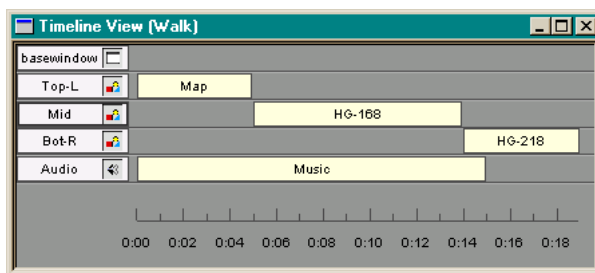 Timeline View (Walk)
basewindow
Top-L Map
Mid HG-168
Bot-R HG-218
Audio Music
0:00 0:02 0:04 0:06 0:08 0:10 0:12 0:14 0:16 0:18